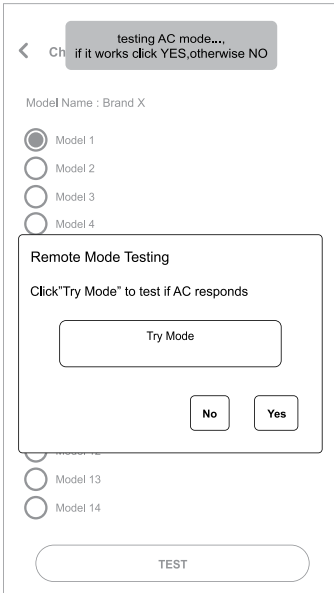 testing AC mode...,
if it works click YES,otherwise NO
Ch
Model Name : Brand X
Model 1
Model 2
Model 3
Model 4
Remote Mode Testing
Click"Try Mode" to test if AC responds
Try Mode
No
Yes
Model 12
Model 13
Model 14
TEST